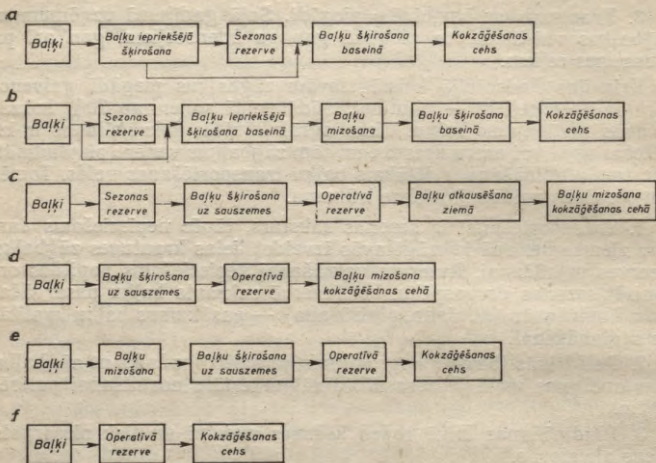 a
Baļķi
Baļķu iepriekšējā
šķirošana
Sezonas
rezerve
Baļķu šķirošana
baseinā
Kokzāģēšanas
cehs
b
Baļķi
Sezonas
rezerve
Baļķu iepriekšējā
šķirošana baseinā
Baļķu
mizošana
Baļķu šķirošana
baseinā
Kokzāģēšanas
cehs
c
Baļķi
Sezonas
rezerve
Baļķu šķirošana
uz sauszemes
Operatīvā
rezerve
Baļķu atkausēšana
ziemā
Baļķu mizošana
kokzāģēšanas cehā
d
Baļķi
Baļķu šķirošana
uz sauszemes
Operatīvā
rezerve
Baļķu mizošana
kokzāģēšanas cehā
e
Baļķi
Baļķu
mizošana
Baļķu šķirošana
uz sauszemes
Operatīvā
rezerve
Kokzāģēšanas
cehs
f
Baļķi
Operatīvā
rezerve
Kokzāģēšanas
cehs